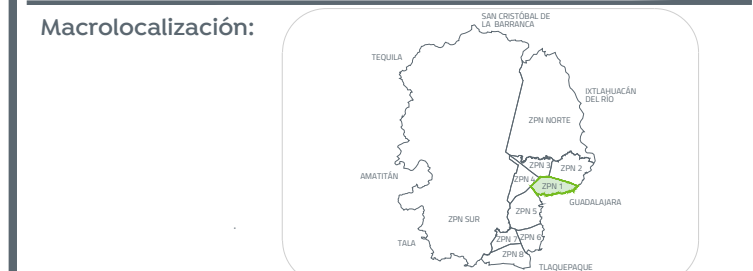 Macrolocalización:
SAN CRISTÓBAL DE
LA BARRANCA
TEQUILA
IXTLAHUACÁN
DEL RÍO
ZPN NORTE
ZPN 3
ZPN 2
AMATITÁN
ZPN 4
ZPN 1
GUADALAJARA
ZPN 5
ZPN SUR
ZPN 7
ZPN 6
TALA
ZPN 8
TLAQUEPAQUE